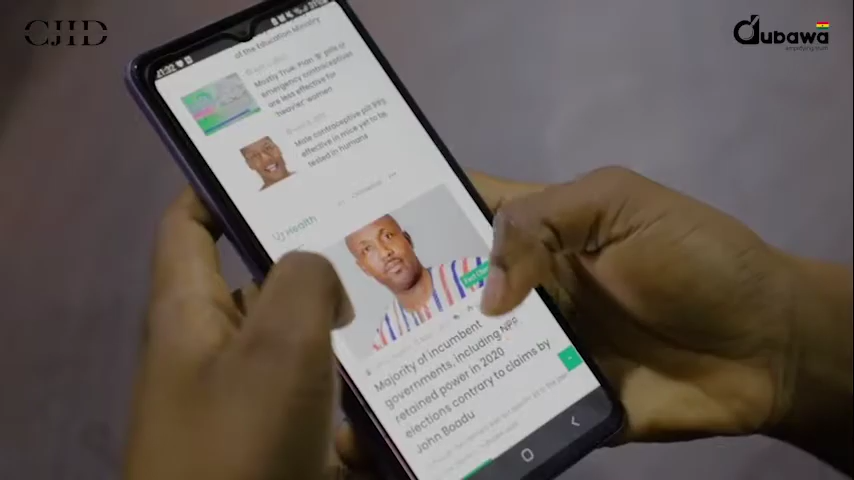 CJID
dubawa
amplifying truth
of the Education Ministry
Mostly True: Plan 'B' pills or
emergency contraceptives
are less effective for
'heavier' women
Male contraceptive pill 99%
effective in mice yet to be
tested in humans
Health
Majority of incumbent
governments, including NPP,
retained power in 2020
elections contrary to claims by
John Boadu